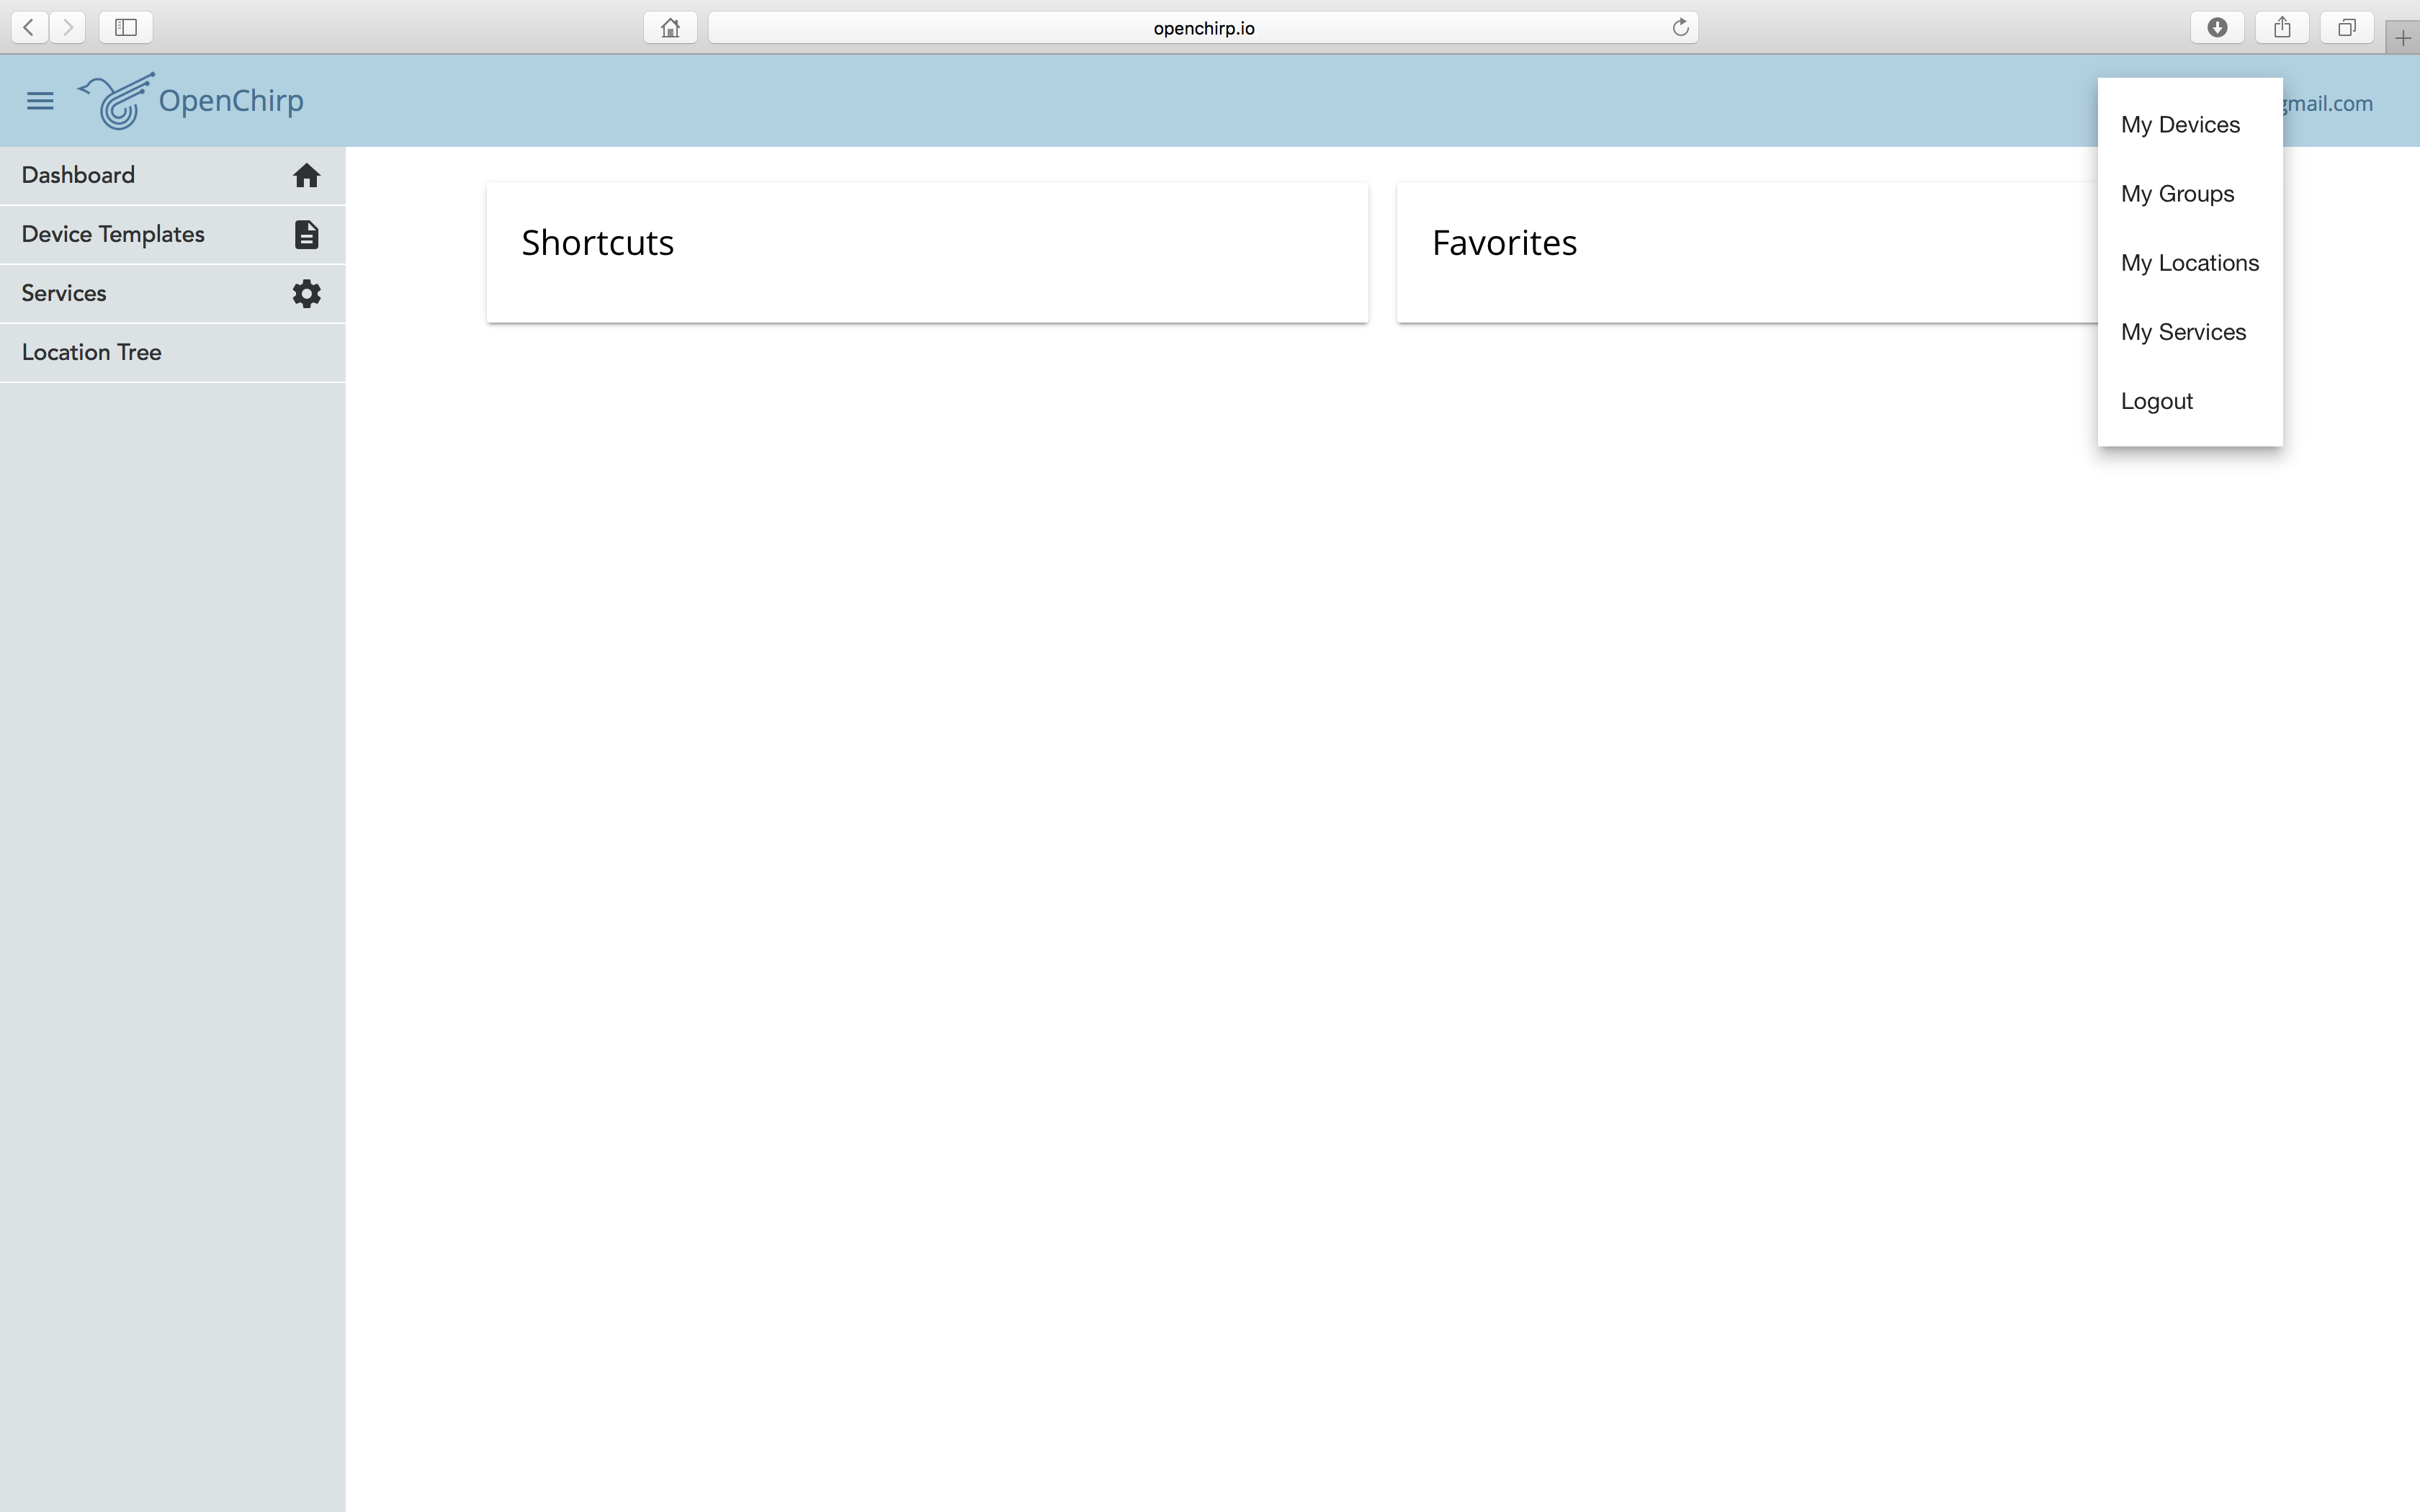 openchirp.io
OpenChirp
gmail.com
Dashboard
Device Templates
Services
Location Tree
Shortcuts
Favorites
My Devices
My Groups
My Locations
My Services
Logout